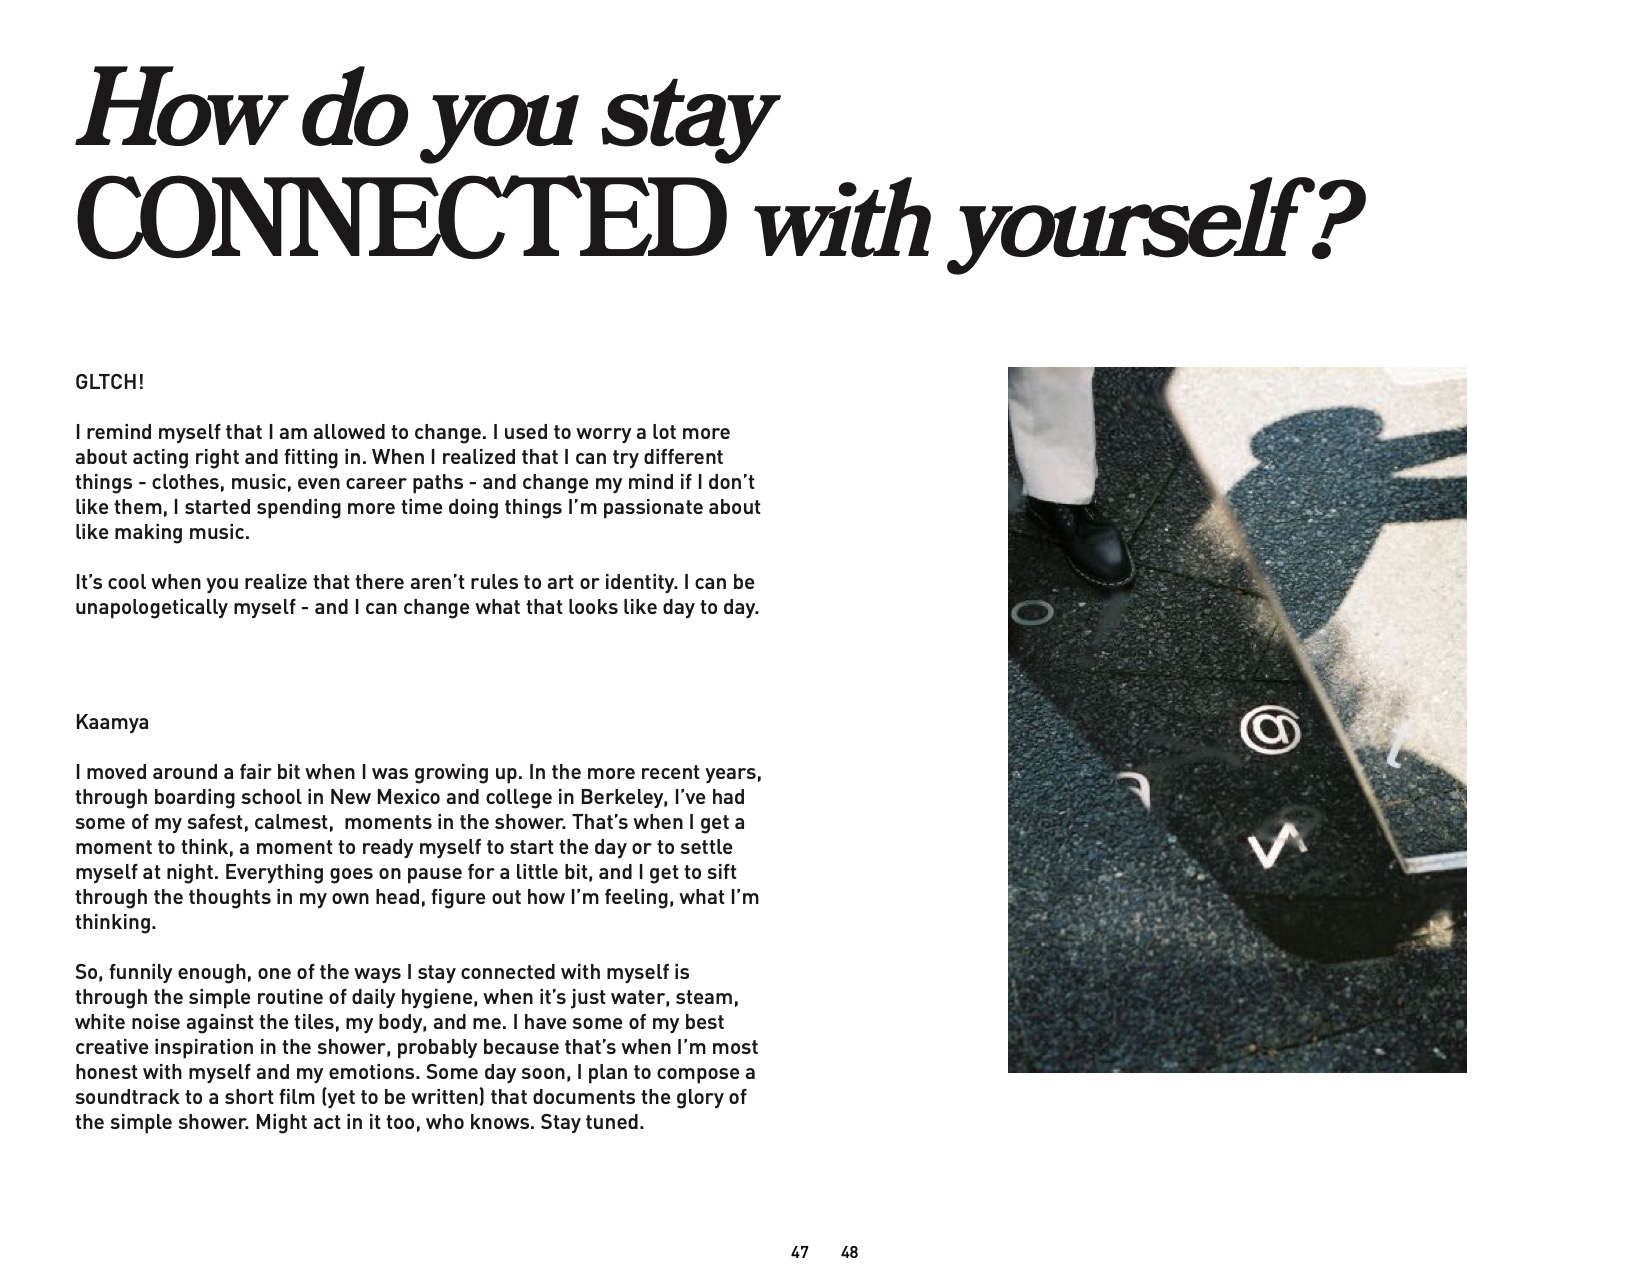 How do you stay
CONNECTED with yourself?
GLTCH!
I remind myself that I am allowed to change. I used to worry a lot more
about acting right and fitting in. When I realized that I can try different
things - clothes, music, even career paths - and change my mind if I don’t
like them, I started spending more time doing things I’m passionate about
like making music.
It’s cool when you realize that there aren’t rules to art or identity. I can be
unapologetically myself - and I can change what that looks like day to day.
Kaamya
I moved around a fair bit when I was growing up. In the more recent years,
through boarding school in New Mexico and college in Berkeley, I’ve had
some of my safest, calmest,  moments in the shower. That’s when I get a
moment to think, a moment to ready myself to start the day or to settle
myself at night. Everything goes on pause for a little bit, and I get to sift
through the thoughts in my own head, figure out how I’m feeling, what I’m
thinking.
So, funnily enough, one of the ways I stay connected with myself is
through the simple routine of daily hygiene, when it’s just water, steam,
white noise against the tiles, my body, and me. I have some of my best
creative inspiration in the shower, probably because that’s when I’m most
honest with myself and my emotions. Some day soon, I plan to compose a
soundtrack to a short film (yet to be written) that documents the glory of
the simple shower. Might act in it too, who knows. Stay tuned.
@
t
47 48